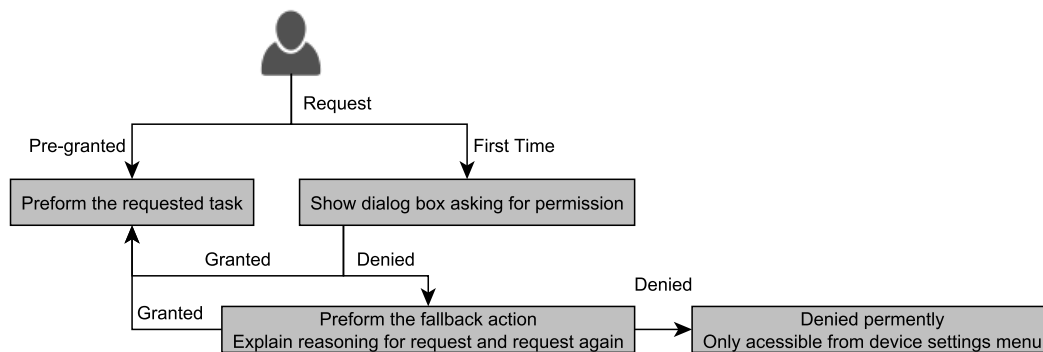 Request
Pre-granted
First Time
Preform the requested task
Show dialog box asking for permission
Granted
Denied
Denied
Granted
Preform the fallback action
Explain reasoning for request and request again
Denied permently
Only acessible from device settings menu